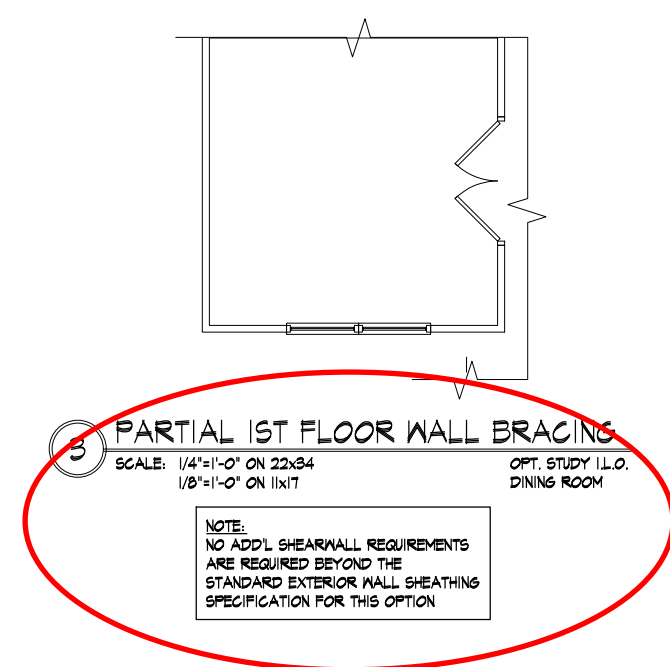 3
PARTIAL 1ST FLOOR WALL BRACING
SCALE: 1/4"=1'-0" ON 22x34
1/8"=1'-0" ON 11x17
OPT. STUDY I.L.O.
DINING ROOM
NOTE:
NO ADD'L SHEARWALL REQUIREMENTS
ARE REQUIRED BEYOND THE
STANDARD EXTERIOR WALL SHEATHING
SPECIFICATION FOR THIS OPTION